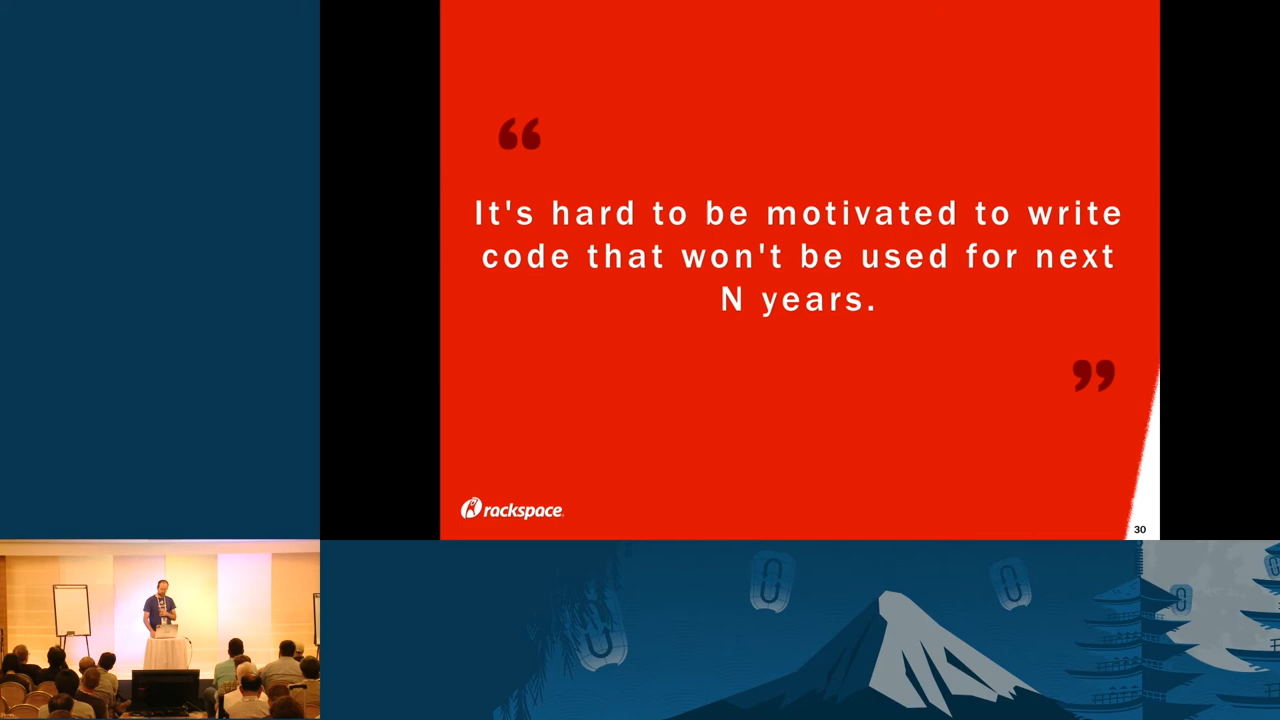 “
It's hard to be motivated to write
code that won't be used for next
N years.
”
rackspace
30